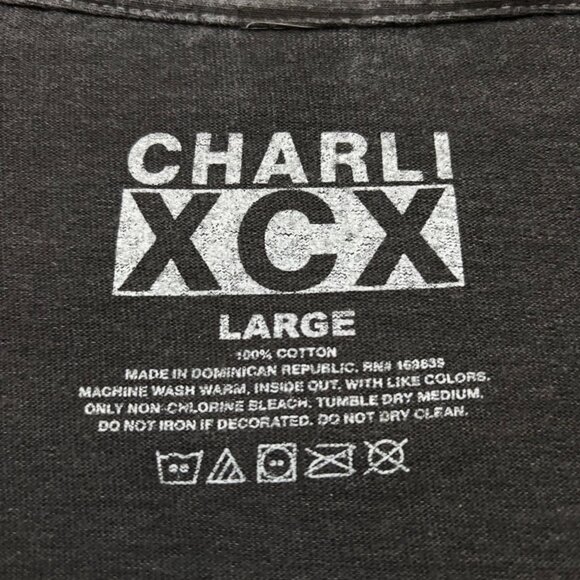 CHARLI
XCX
LARGE
100% COTTON
MADE IN DOMINICAN REPUBLIC. RN# 169639
MACHINE WASH WARM, INSIDE OUT, WITH LIKE COLORS.
ONLY NON-CHLORINE BLEACH. TUMBLE DRY MEDIUM.
DO NOT IRON IF DECORATED. DO NOT DRY CLEAN.